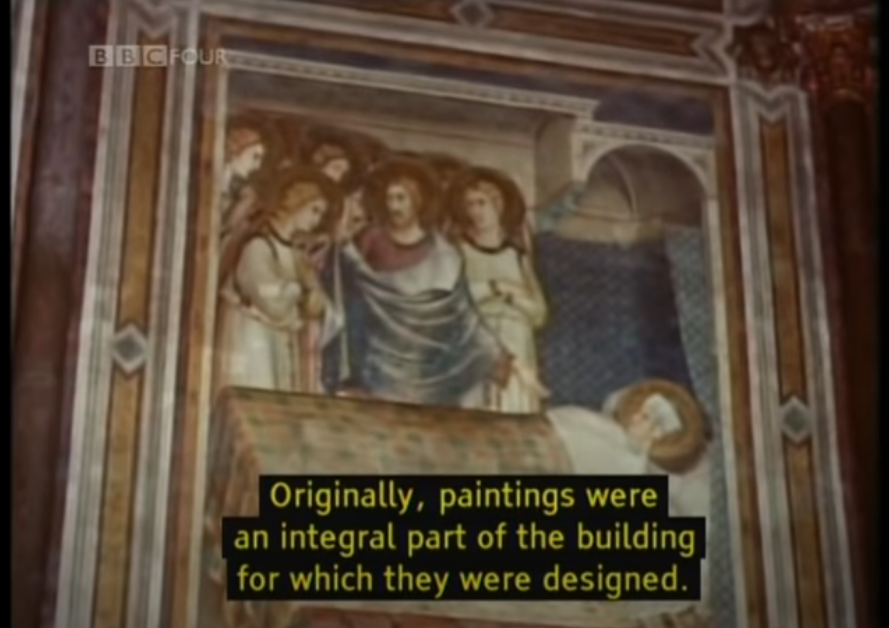 BBC FOUR
Originally, paintings were
an integral part of the building
for which they were designed.